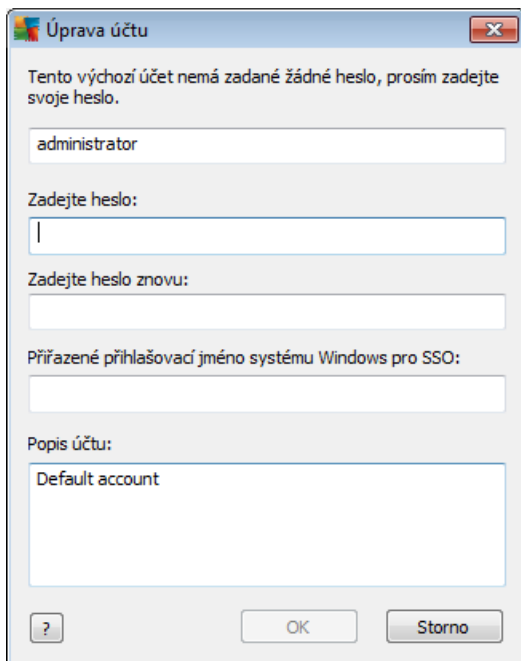 Úprava účtu
Tento výchozí účet nemá zadané žádné heslo, prosím zadejte
svoje heslo.
administrator
Zadejte heslo:
Zadejte heslo znovu:
Přiřazené přihlašovací jméno systému Windows pro SSO:
Popis účtu:
Default account
?
OK
Storno